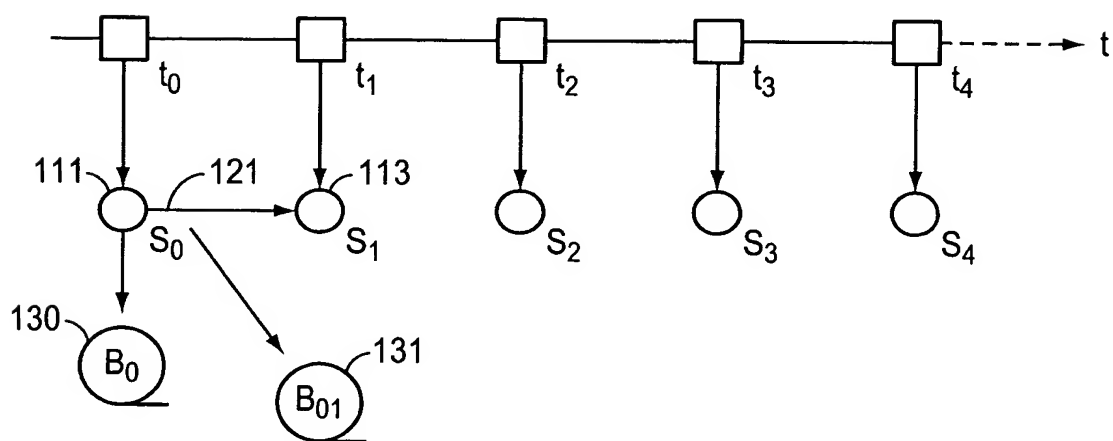 t
t₀ t₁ t₂ t₃ t₄
111 121 113
S₀ S₁ S₂ S₃ S₄
130 131
B₀
B₀₁